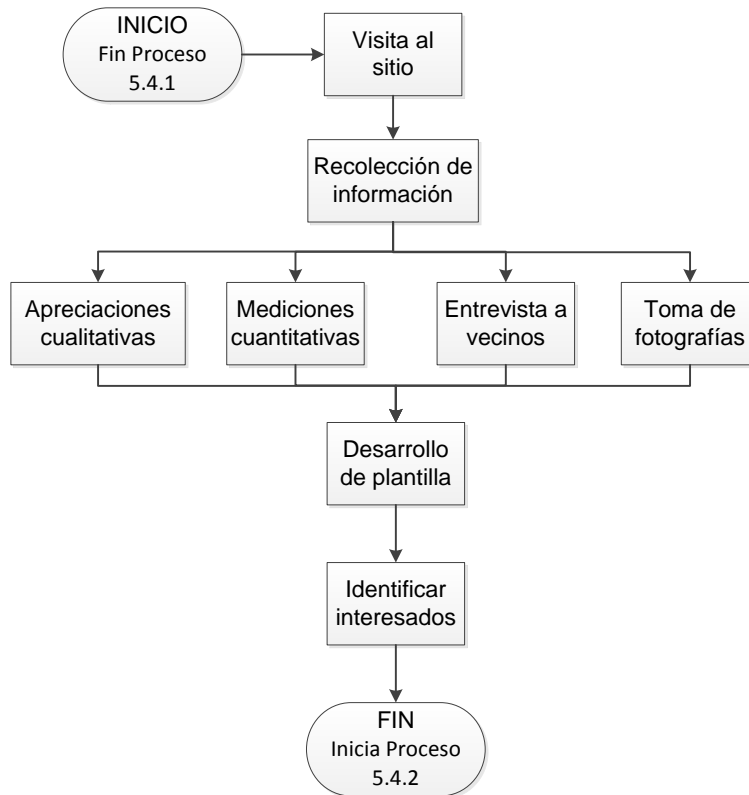 INICIO
Fin Proceso
5.4.1
Visita al
sitio
Recolección de
información
Apreciaciones
cualitativas
Mediciones
cuantitativas
Entrevista a
vecinos
Toma de
fotografías
Desarrollo
de plantilla
Identificar
interesados
FIN
Inicia Proceso
5.4.2